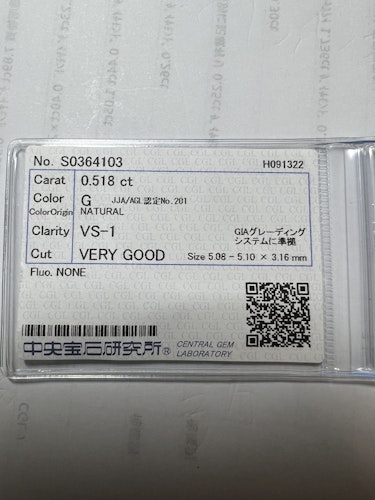 No. S0364103 H091322
Carat 0.518 ct
Color G JJA/AGL認定No.201
ColorOrigin NATURAL
Clarity VS-1 GIAグレーディング
システムに準拠
Cut VERY GOOD Size 5.08 - 5.10 × 3.16 mm
Fluo. NONE
中央宝石研究所® CENTRAL GEM
LABORATORY